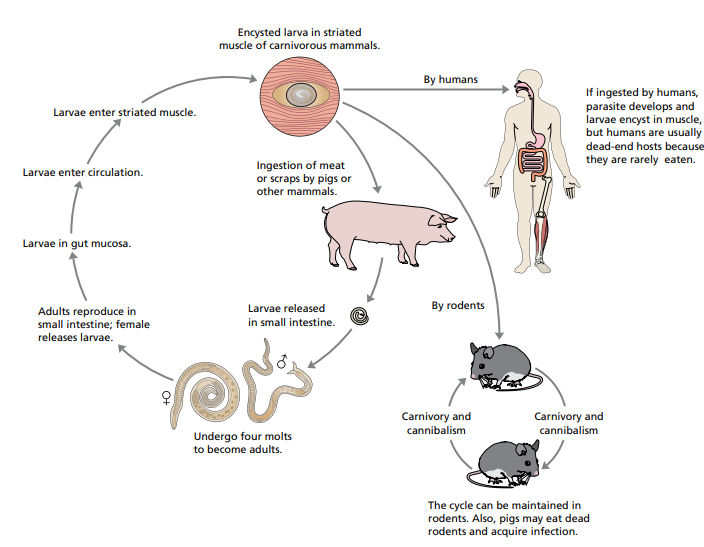 Encysted larva in striated
muscle of carnivorous mammals.
By humans
If ingested by humans,
parasite develops and
larvae encyst in muscle,
but humans are usually
dead-end hosts because
they are rarely eaten.
Larvae enter striated muscle.
Ingestion of meat
or scraps by pigs or
other mammals.
Larvae enter circulation.
Larvae in gut mucosa.
Adults reproduce in
small intestine; female
releases larvae.
Larvae released
in small intestine.
By rodents
♂
♀
Undergo four molts
to become adults.
Carnivory and
cannibalism
Carnivory and
cannibalism
The cycle can be maintained in
rodents. Also, pigs may eat dead
rodents and acquire infection.